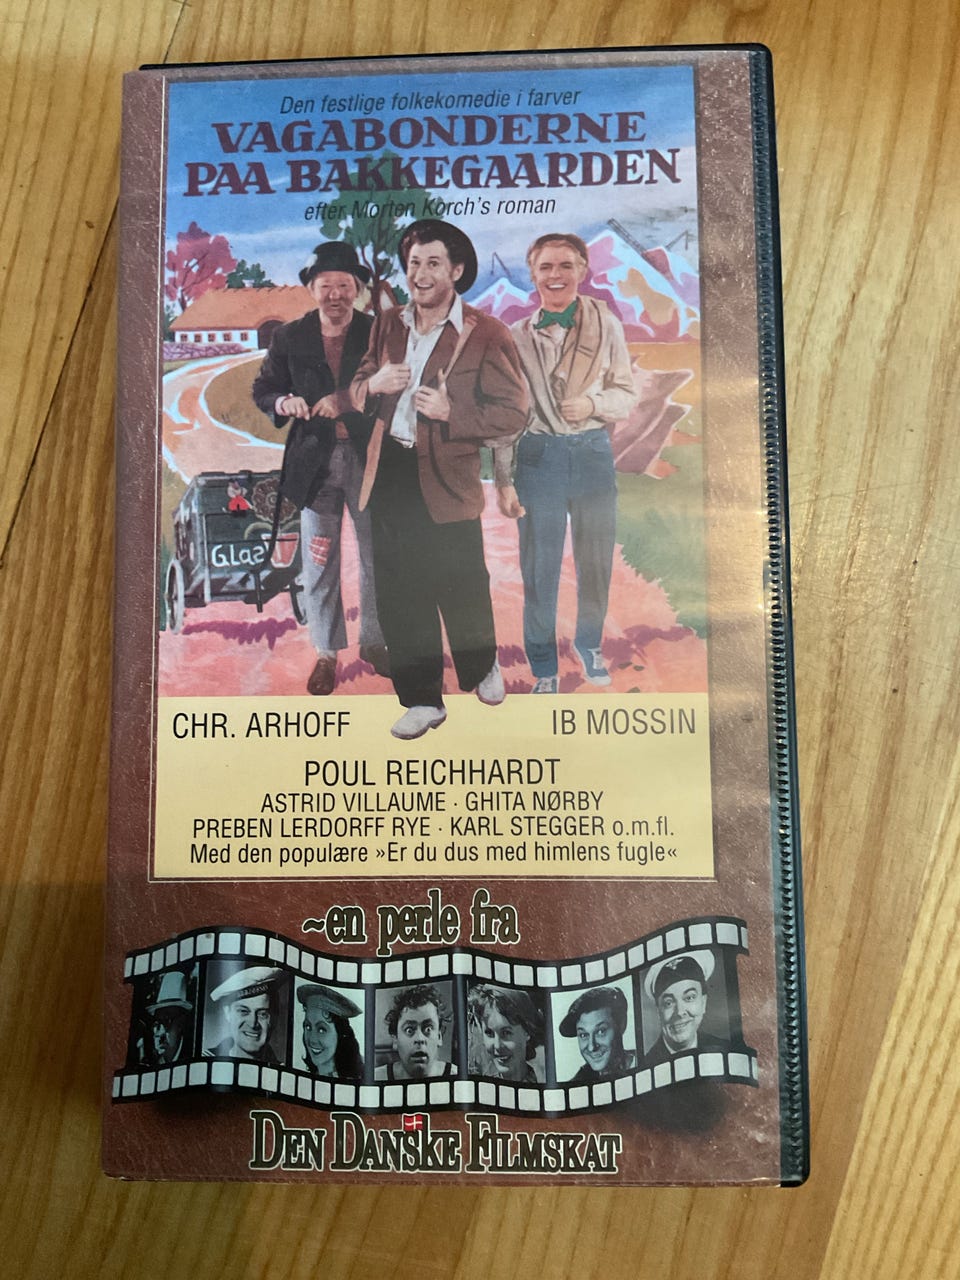 Den festlige folkekomedie i farver
VAGABONDERNE
PAA BAKKEGAARDEN
efter Morten Korch's roman
Glas
CHR. ARHOFF
IB MOSSIN
POUL REICHHARDT
ASTRID VILLAUME · GHITA NØRBY
PREBEN LERDORFF RYE · KARL STEGGER o.m.fl.
Med den populære »Er du dus med himlens fugle«
~en perle fra
DEN DANSKE FILMSKAT